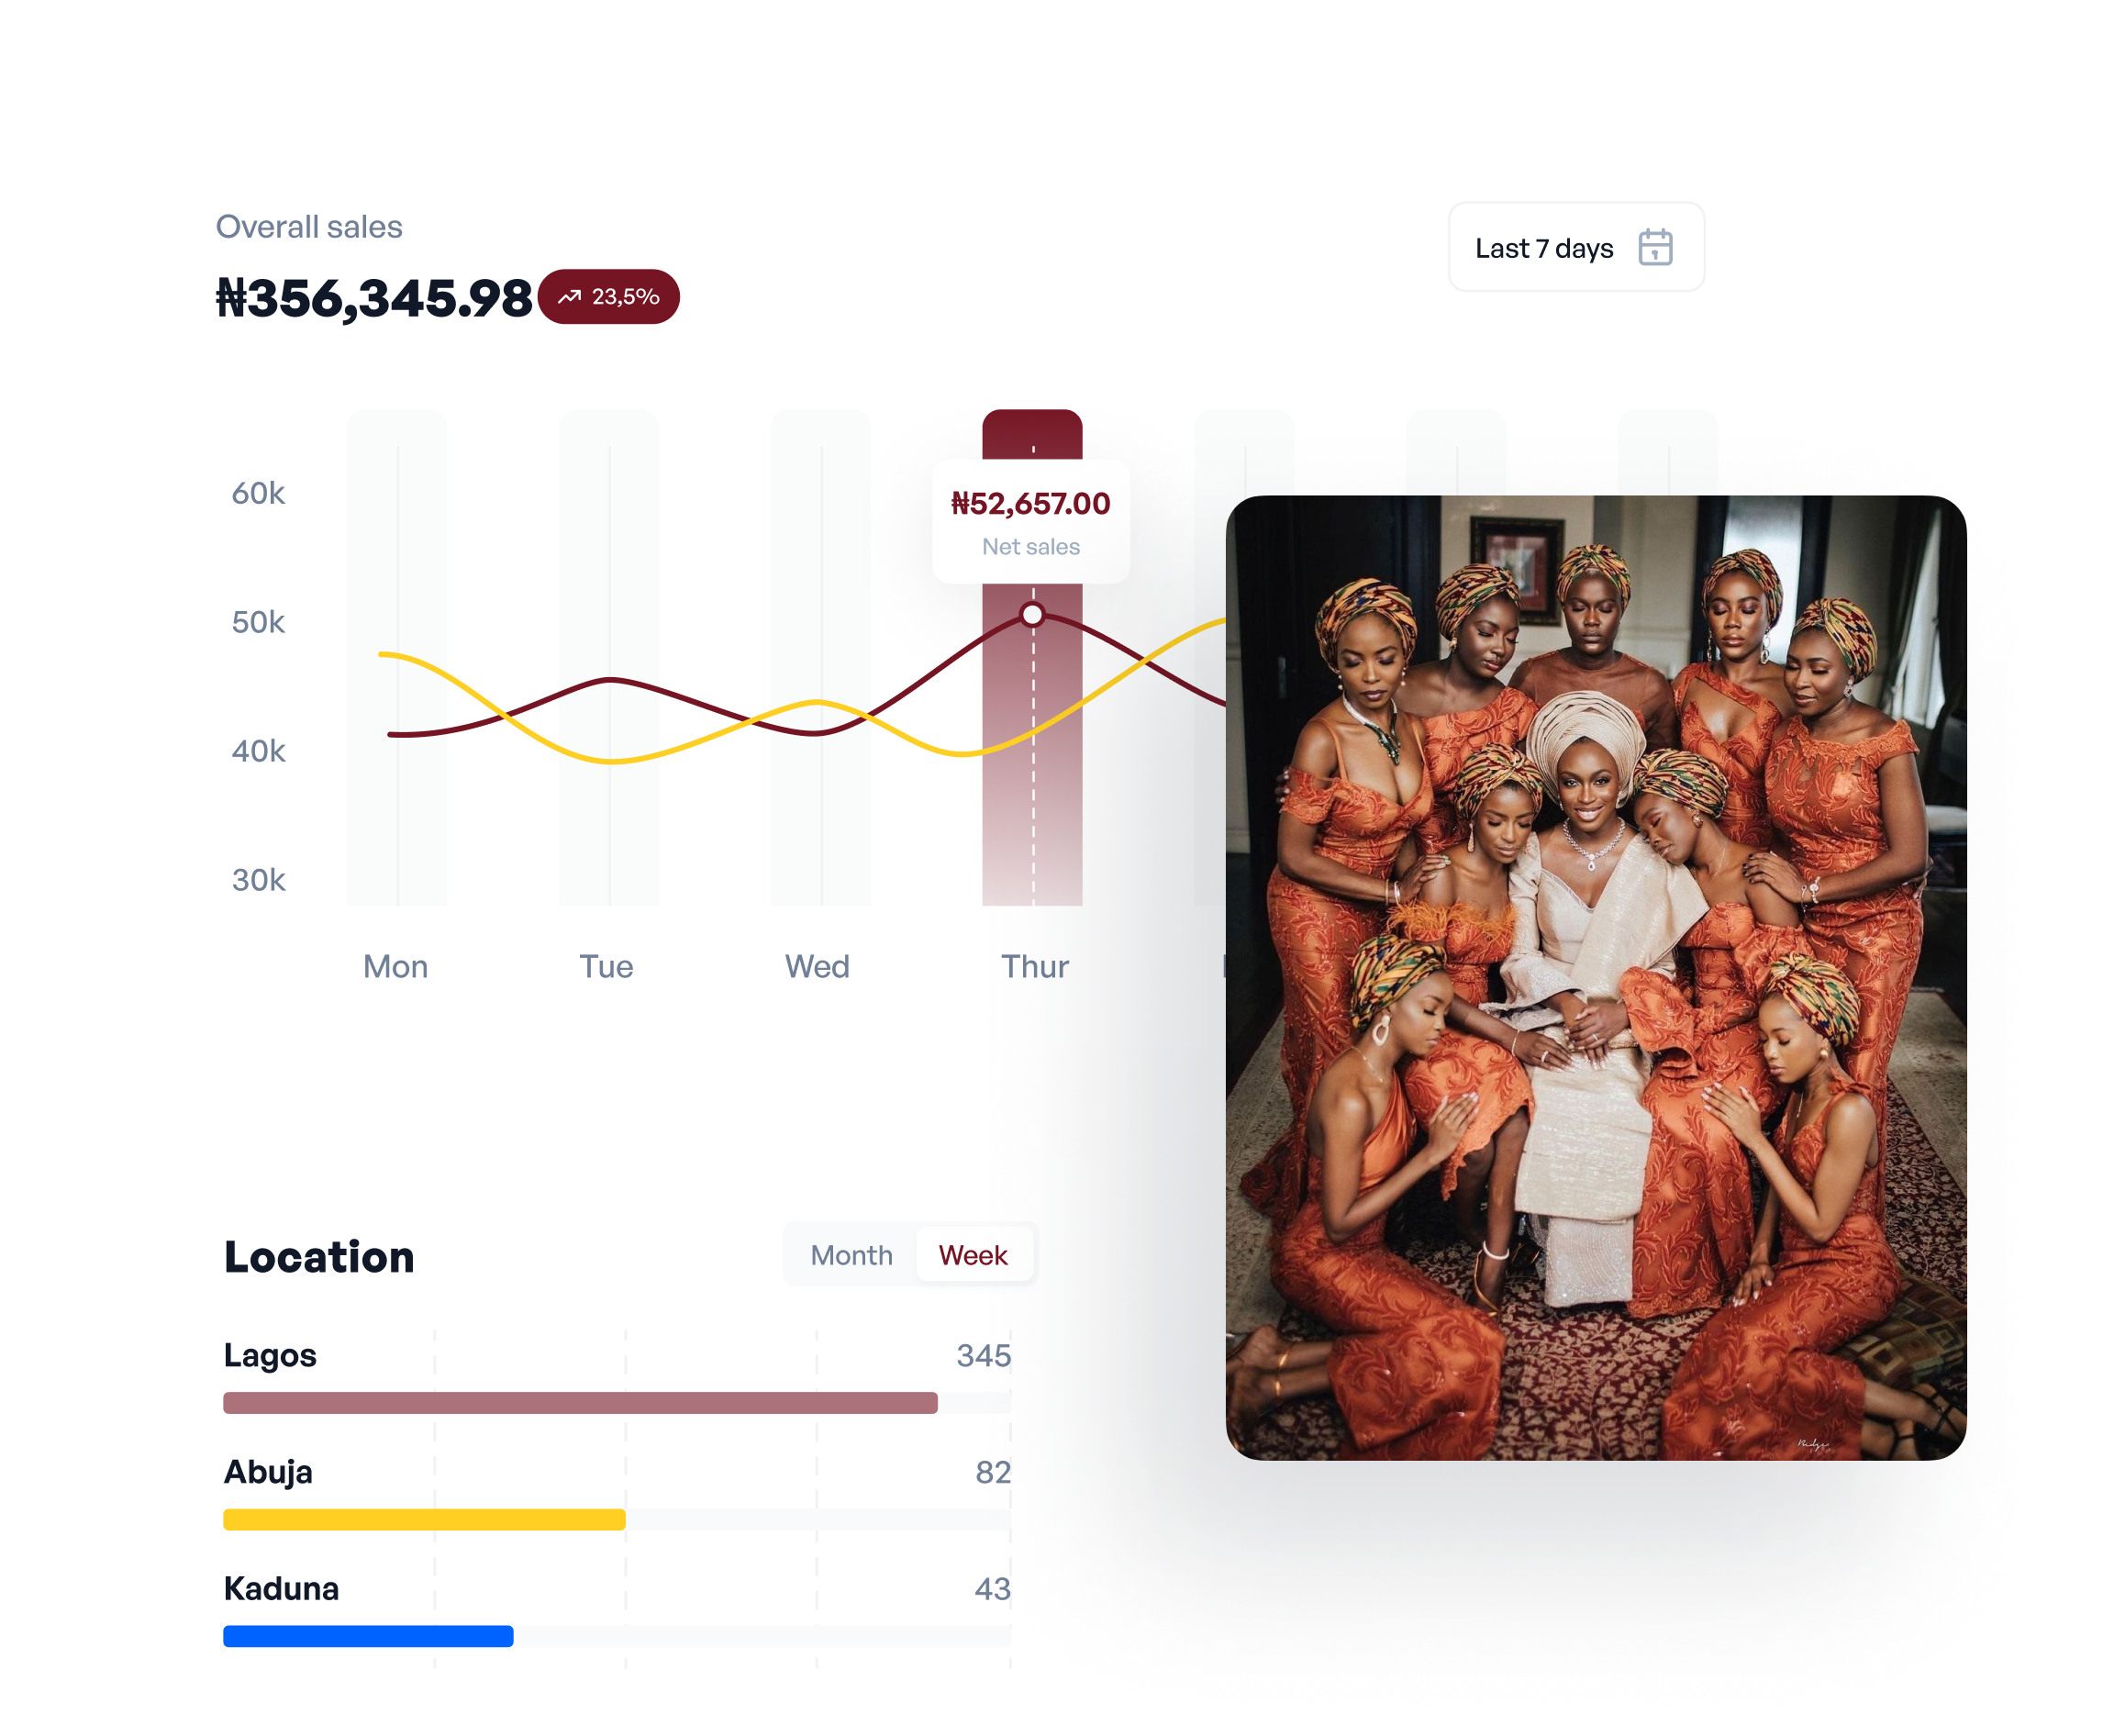 Overall sales
₦356,345.98
23,5%
Last 7 days
60k
50k
40k
30k
₦52,657.00
Net sales
Mon
Tue
Wed
Thur
Location
Month
Week
Lagos
345
Abuja
82
Kaduna
43